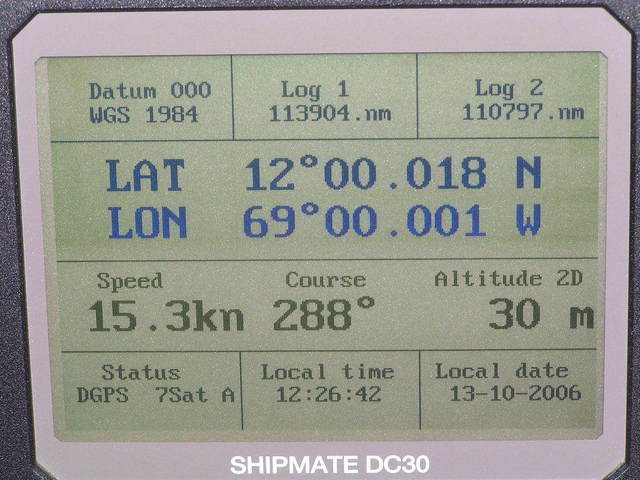 Datum 000 Log 1 Log 2
WGS 1984 113904.nm 110797.nm
LAT 12°00.018 N
LON 69°00.001 W
Speed Course Altitude 2D
15.3kn 288° 30 m
Status Local time Local date
DGPS 7Sat A 12:26:42 13-10-2006
SHIPMATE DC30